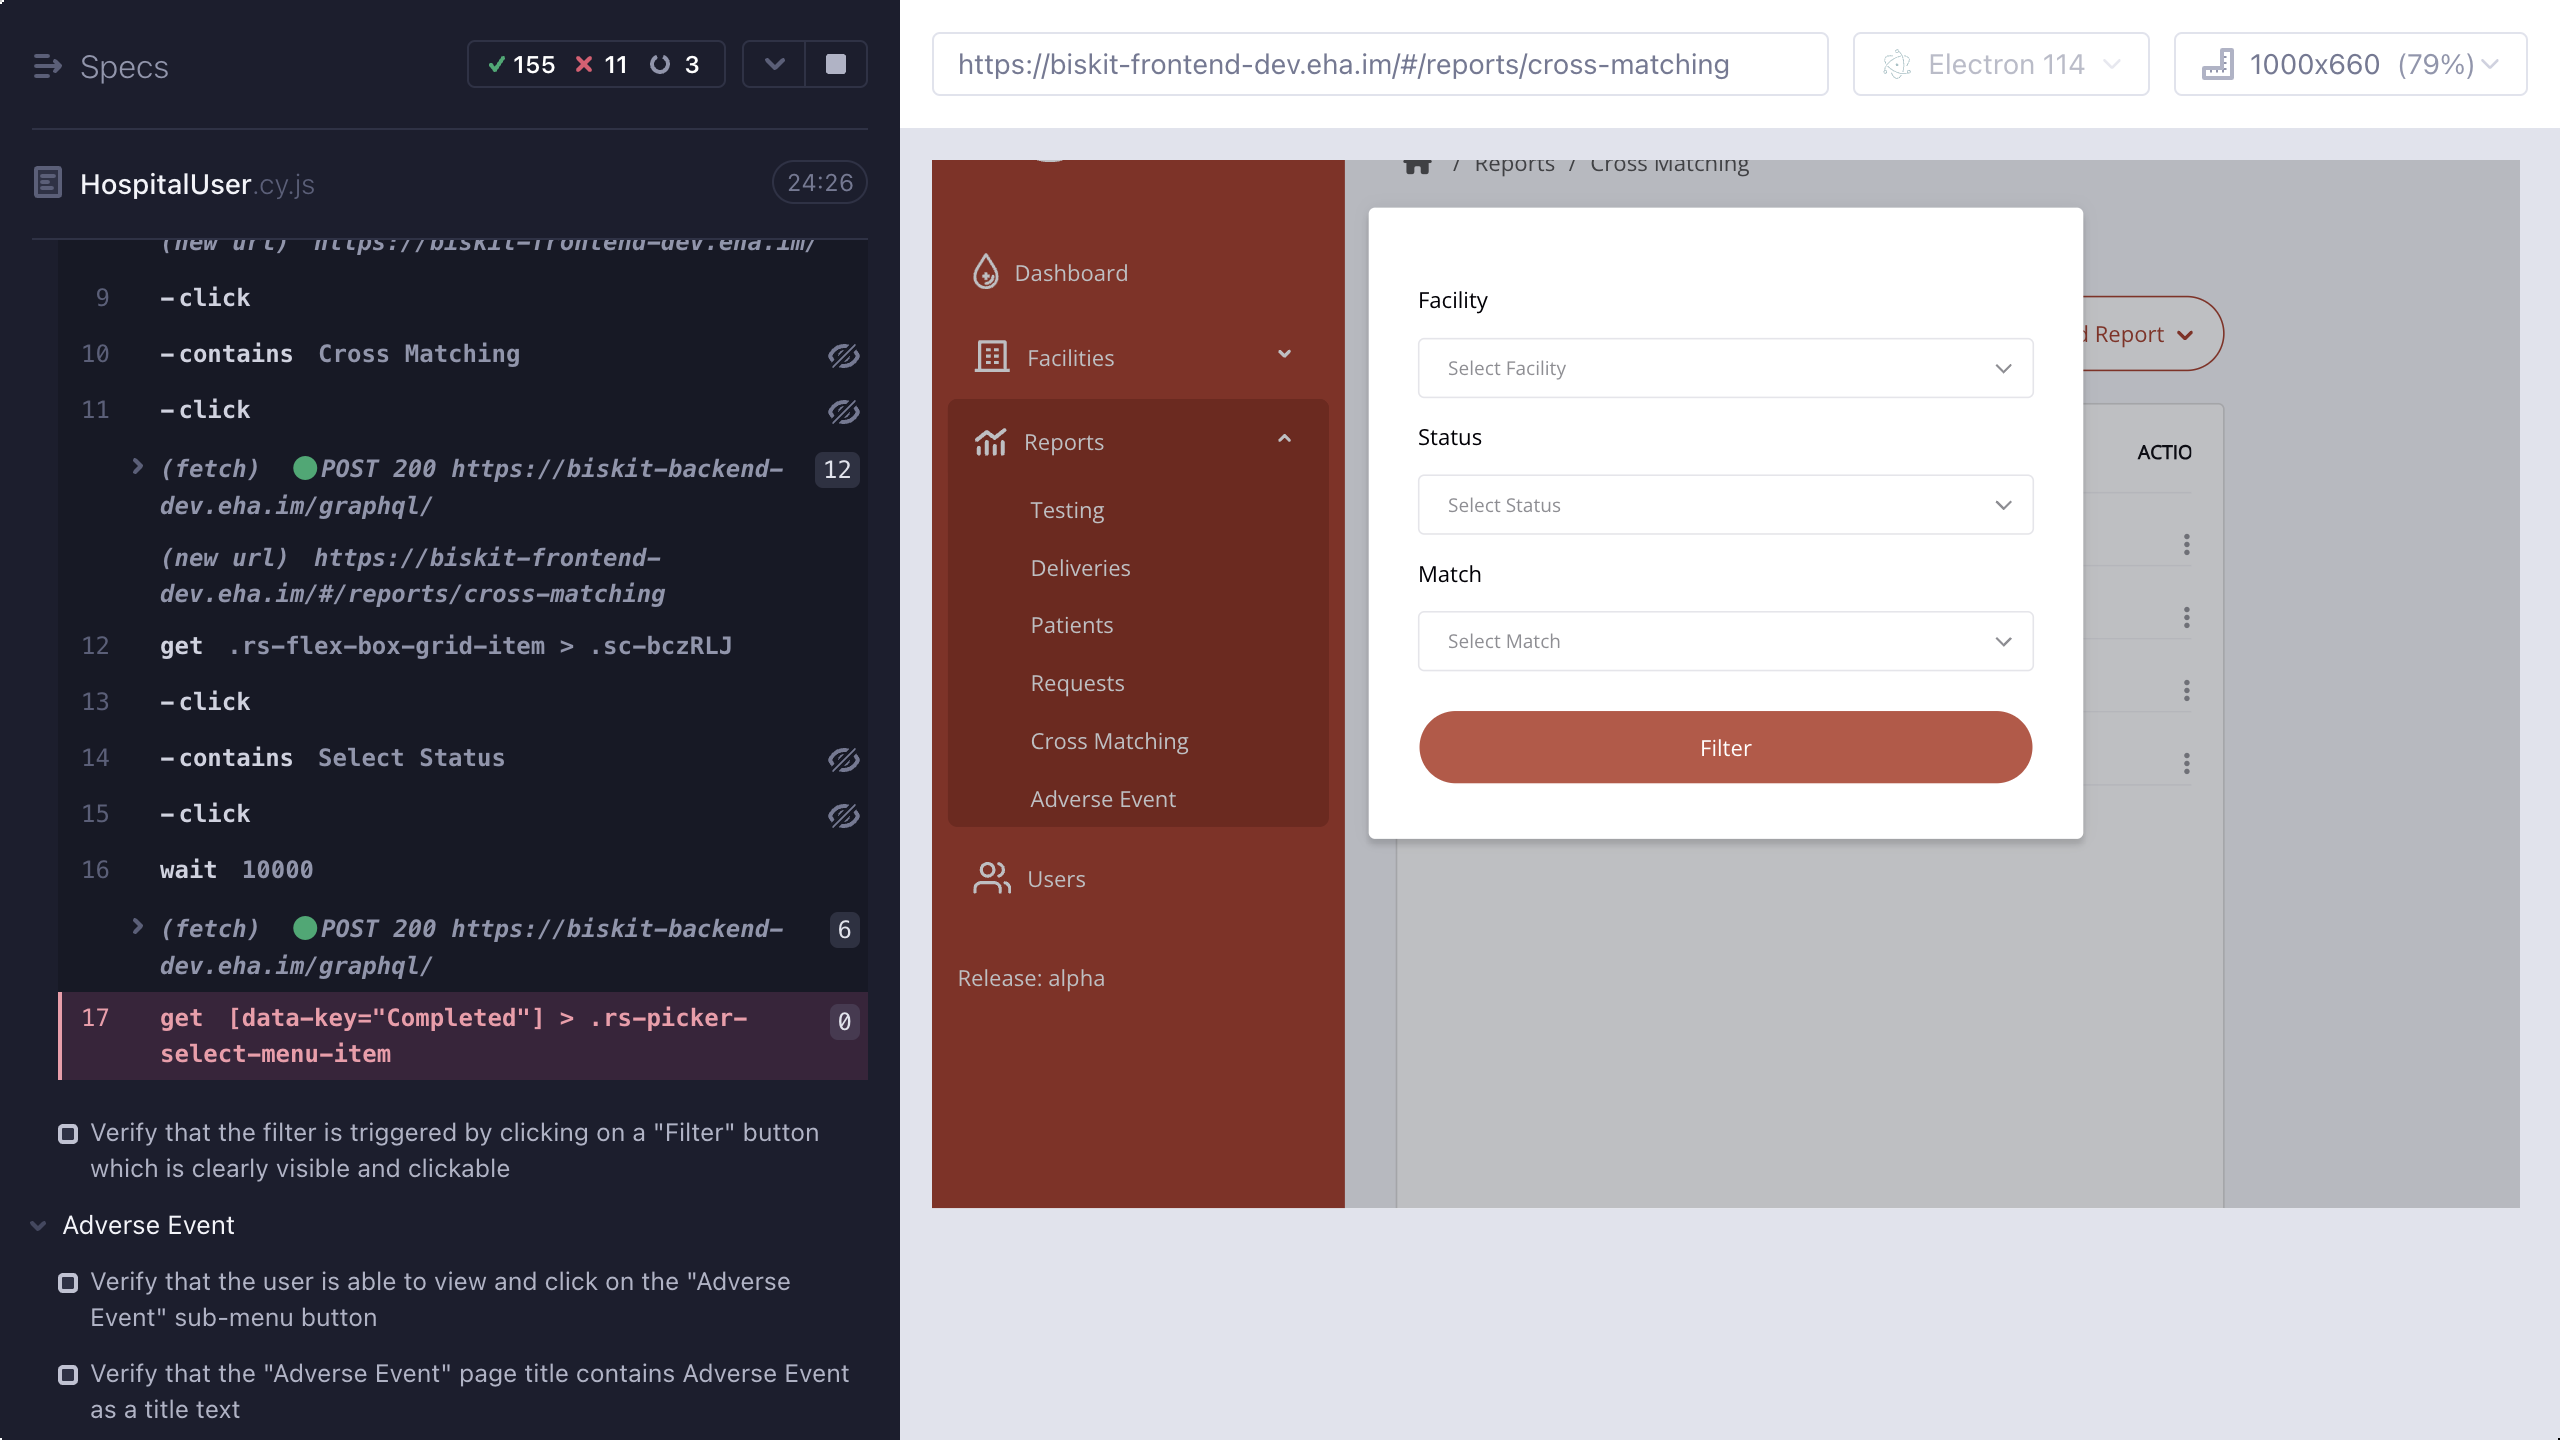 Specs
155 11 3
HospitalUser.cy.js
24:26
(new url) https://biskit-frontend-dev.eha.im/
9 -click
10 -contains Cross Matching
11 -click
(fetch) POST 200 https://biskit-backend-
dev.eha.im/graphql/
12
(new url) https://biskit-frontend-
dev.eha.im/#/reports/cross-matching
12 get .rs-flex-box-grid-item > .sc-bczRLJ
13 -click
14 -contains Select Status
15 -click
16 wait 10000
(fetch) POST 200 https://biskit-backend-
dev.eha.im/graphql/
6
17 get [data-key="Completed"] > .rs-picker-
select-menu-item
0
Verify that the filter is triggered by clicking on a "Filter" button
which is clearly visible and clickable
Adverse Event
Verify that the user is able to view and click on the "Adverse
Event" sub-menu button
Verify that the "Adverse Event" page title contains Adverse Event
as a title text
https://biskit-frontend-dev.eha.im/#/reports/cross-matching
Electron 114
1000x660 (79%)
/ Reports / Cross Matching
Dashboard
Facilities
Reports
Testing
Deliveries
Patients
Requests
Cross Matching
Adverse Event
Users
Release: alpha
Facility
Select Facility
Status
Select Status
Match
Select Match
Filter
Report
ACTIO